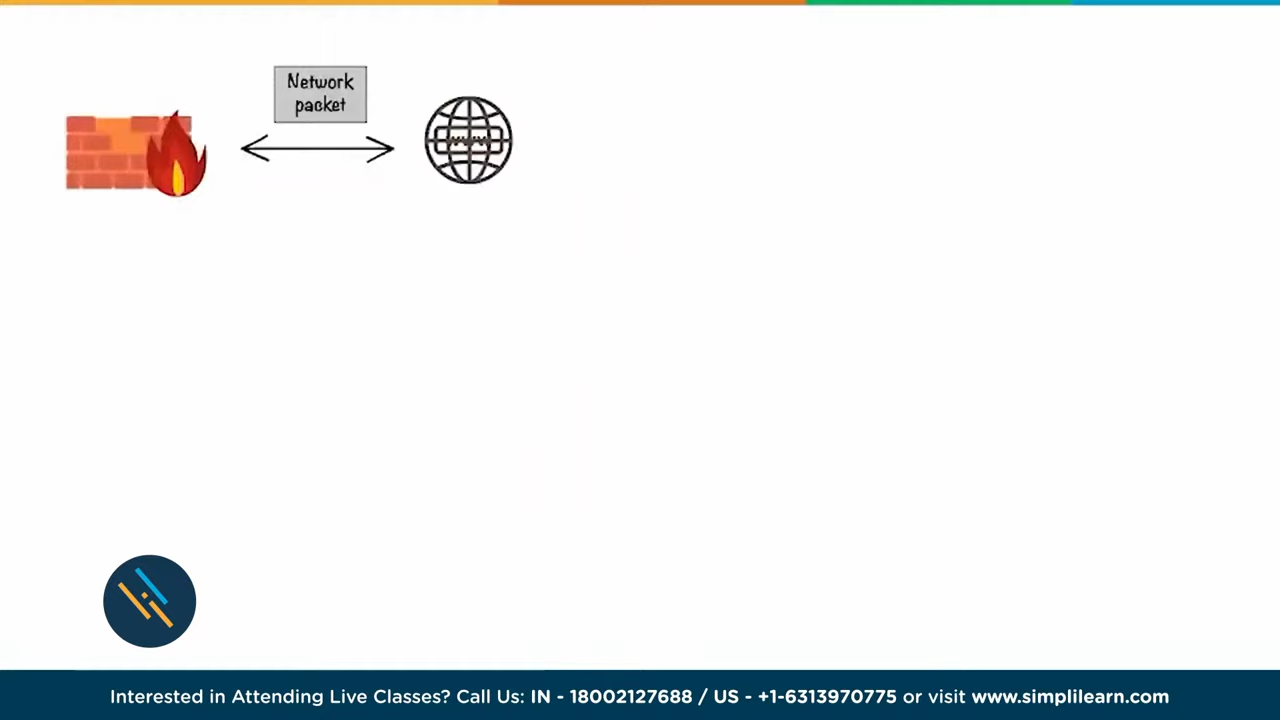 Network
packet
www
Interested in Attending Live Classes? Call Us: IN - 18002127688 / US - +1-6313970775 or visit www.simplilearn.com